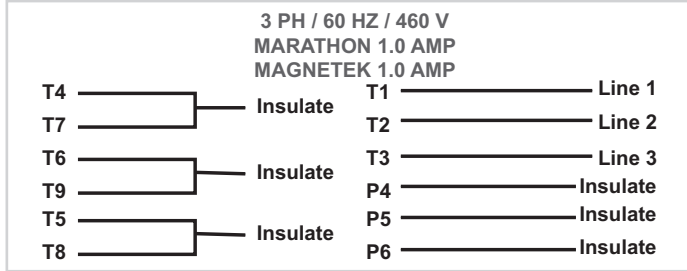 3 PH / 60 HZ / 460 V
MARATHON 1.0 AMP
MAGNETEK 1.0 AMP
T4
T7
Insulate
T6
T9
Insulate
T5
T8
Insulate
T1 Line 1
T2 Line 2
T3 Line 3
P4 Insulate
P5 Insulate
P6 Insulate